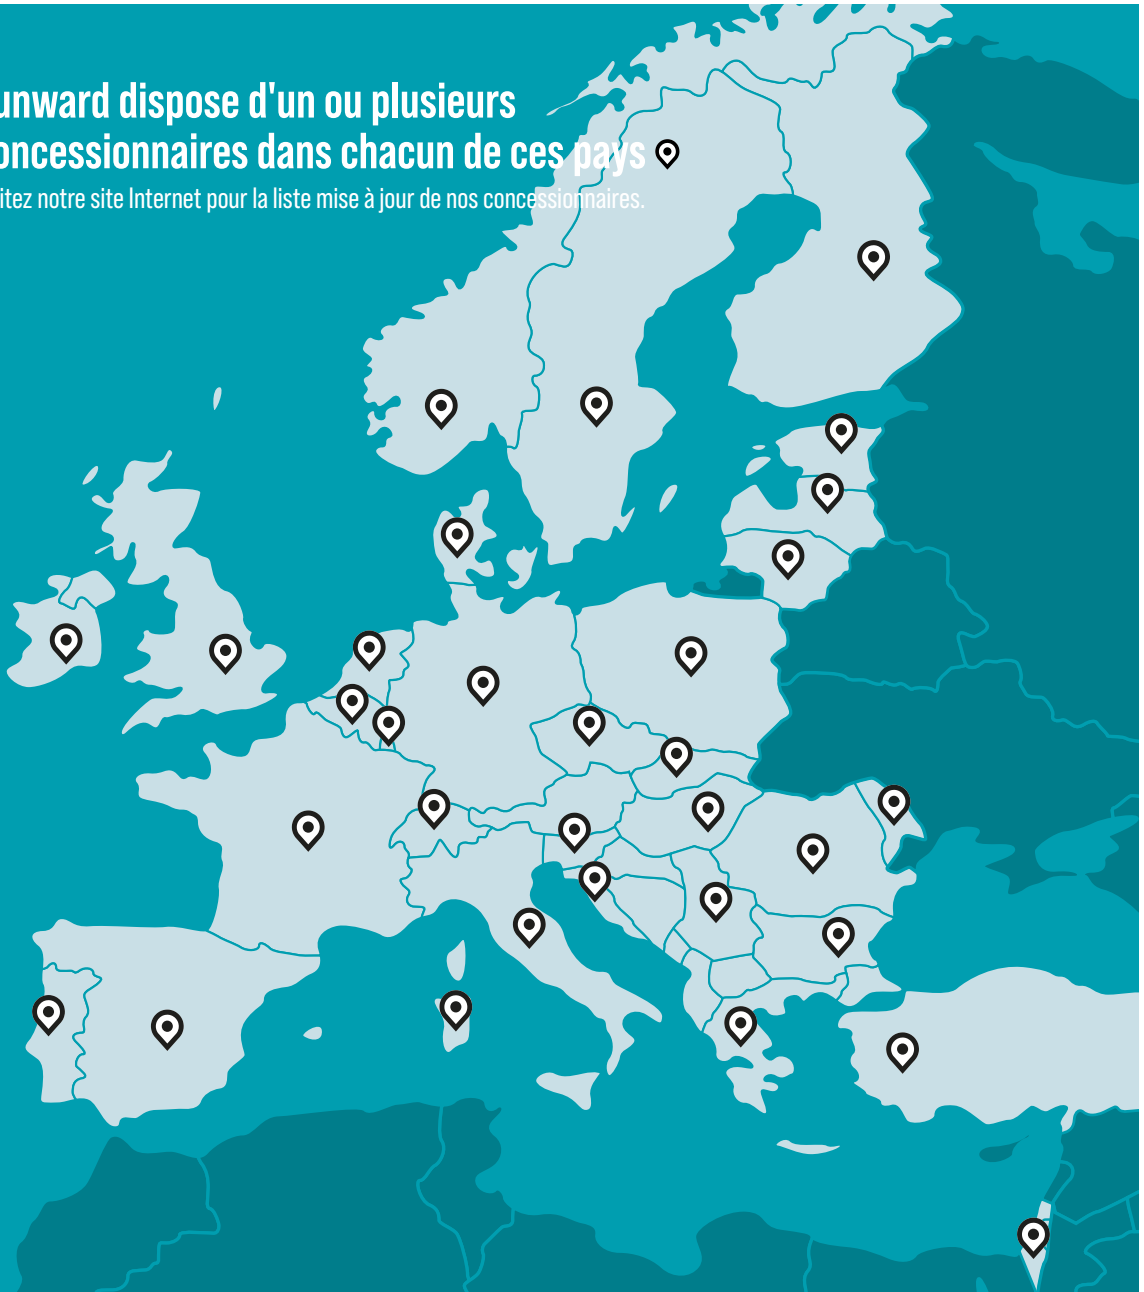 unward dispose d'un ou plusieurs
oncessionnaires dans chacun de ces pays
itez notre site Internet pour la liste mise à jour de nos concessionnaires.